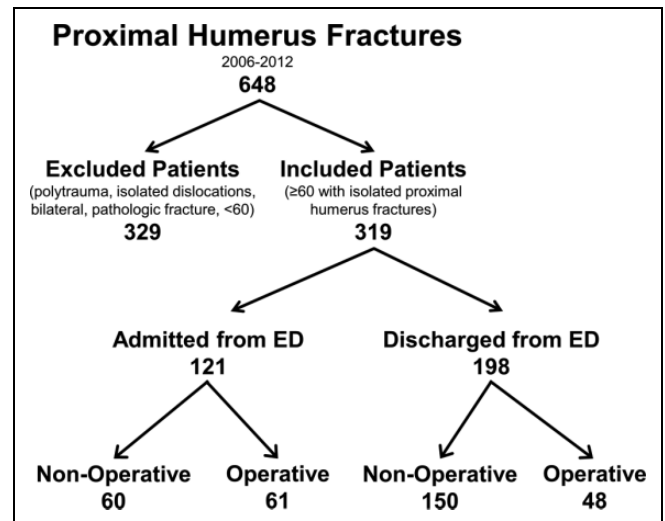 Proximal Humerus Fractures
2006-2012
648
Excluded Patients
(polytrauma, isolated dislocations,
bilateral, pathologic fracture, <60)
329
Included Patients
(≥60 with isolated proximal
humerus fractures)
319
Admitted from ED
121
Discharged from ED
198
Non-Operative
60
Operative
61
Non-Operative
150
Operative
48